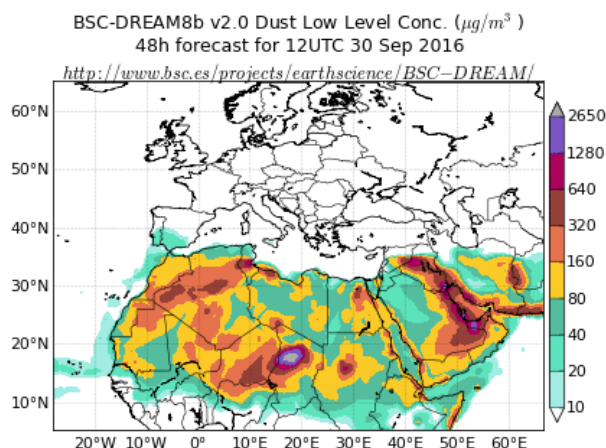 BSC-DREAM8b v2.0 Dust Low Level Conc. (μg/m³ )
48h forecast for 12UTC 30 Sep 2016
http://www.bsc.es/projects/earthscience/BSC−DREAM/
60°N
50°N
40°N
30°N
20°N
10°N
20°W 10°W 0° 10°E 20°E 30°E 40°E 50°E 60°E
2650
1280
640
320
160
80
40
20
10